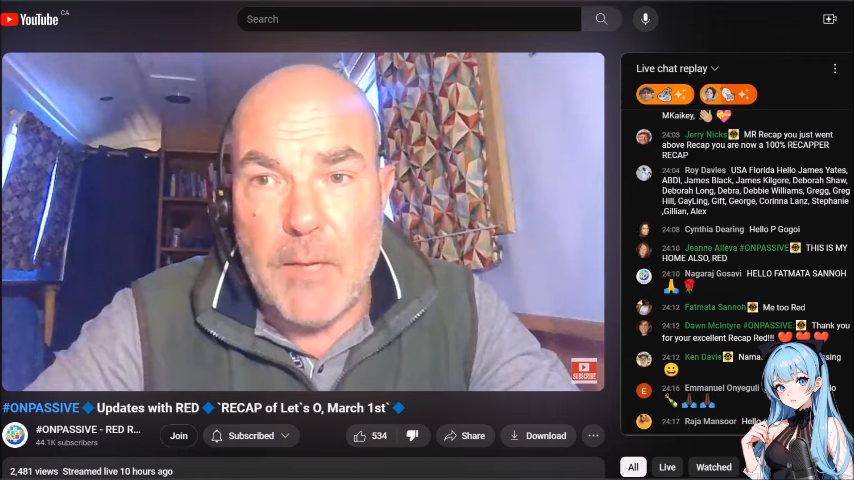 YouTube CA
Search
Live chat replay
MKaikey,
24:03 Jerry Nicks MR Recap you just went
above Recap you are now a 100% RECAPPER
RECAP
24:04 Roy Davies USA Florida Hello James Yates,
ABDI, James Black, James Kilgore, Deborah Shaw,
Deborah Long, Debra, Debbie Williams, Gregg, Greg
Hill, GayLing, Gift, George, Corinna Lanz, Stephanie
,Gillian, Alex
24:08 Cynthia Dearing Hello P Gogoi
24:10 Jeanne Alleva #ONPASSIVE THIS IS MY
HOME ALSO, RED
24:10 Nagaraj Gosavi HELLO FATMATA SANNOH
🙏🌹
24:12 Fatmata Sannoh Me too Red
24:12 Dawn McIntyre #ONPASSIVE. Thank you
for your excellent Recap Red!!! ❤️❤️❤️
24:12 Ken Davis
😀
24:16 Emmanuel Onyeguli
24:17 Raja Mansoor
SUBSCRIBE
#ONPASSIVE🔷Updates with RED🔷`RECAP of Let`s O, March 1st`🔷
#ONPASSIVE - RED R...
44.1K subscribers
Join
Subscribed
534
Share
Download
2,481 views Streamed live 10 hours ago
All
Live
Watched